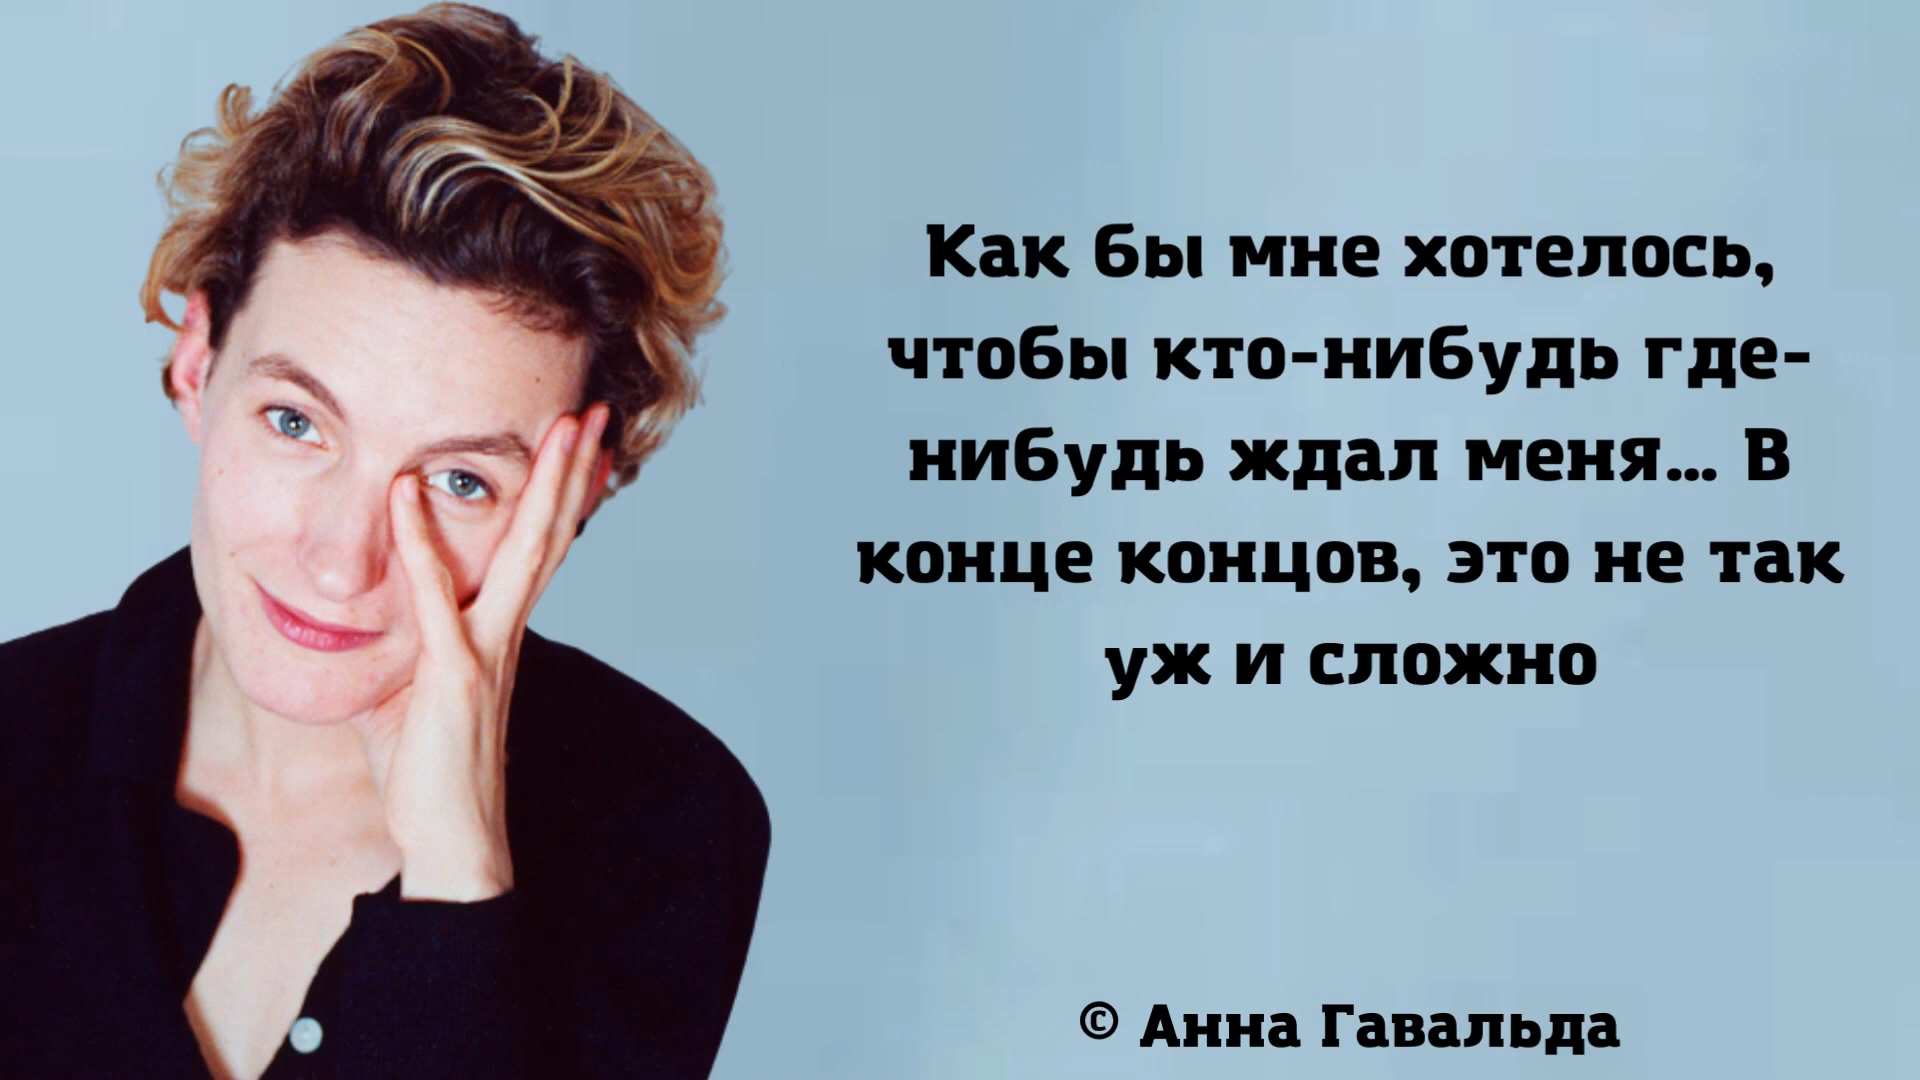 Как бы мне хотелось,
чтобы кто-нибудь где-
нибудь ждал меня... В
конце концов, это не так
уж и сложно
© Анна Гавальда